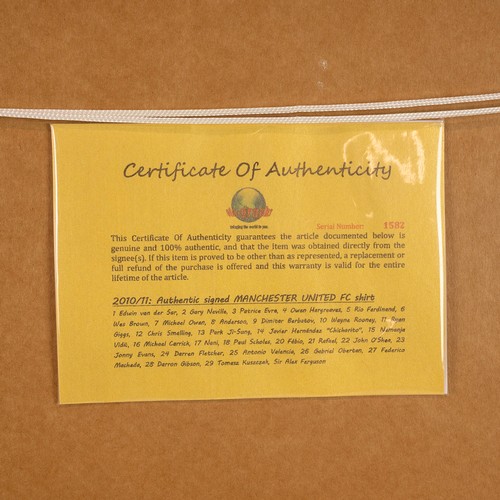 Certificate Of Authenticity
bringing the world to you
Serial Number: 1582
This Certificate Of Authenticity guarantees the article documented below is
genuine and 100% authentic, and that the item was obtained directly from the
signee(s). If this item is proved to be other than as represented, a replacement or
full refund of the purchase is offered and this warranty is valid for the entire
lifetime of the article.
2010/11: Authentic signed MANCHESTER UNITED FC shirt
1 Edwin van der Sar, 2 Gary Neville, 3 Patrice Evra, 4 Owen Hargreaves, 5 Rio Ferdinand, 6
Wes Brown, 7 Michael Owen, 8 Anderson, 9 Dimitar Berbatov, 10 Wayne Rooney, 11 Ryan
Giggs, 12 Chris Smalling, 13 Park Ji-Sung, 14 Javier Hernández "Chicharito", 15 Nemanja
Vidić, 16 Michael Carrick, 17 Nani, 18 Paul Scholes, 20 Fábio, 21 Rafael, 22 John O'Shea, 23
Jonny Evans, 24 Darren Fletcher, 25 Antonio Valencia, 26 Gabriel Obertan, 27 Federico
Macheda, 28 Darron Gibson, 29 Tomasz Kuszczak, Sir Alex Ferguson